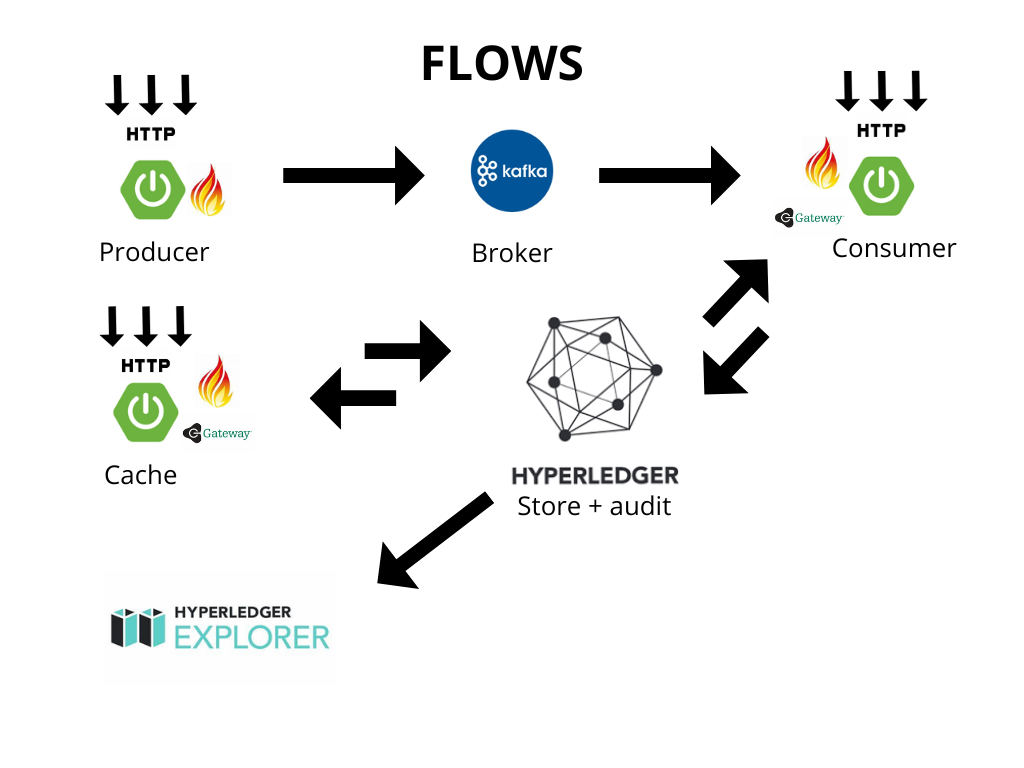 FLOWS
HTTP
Producer
kafka
Broker
HTTP
Gateway
Consumer
HTTP
Gateway
Cache
HYPERLEDGER
Store + audit
HYPERLEDGER
EXPLORER